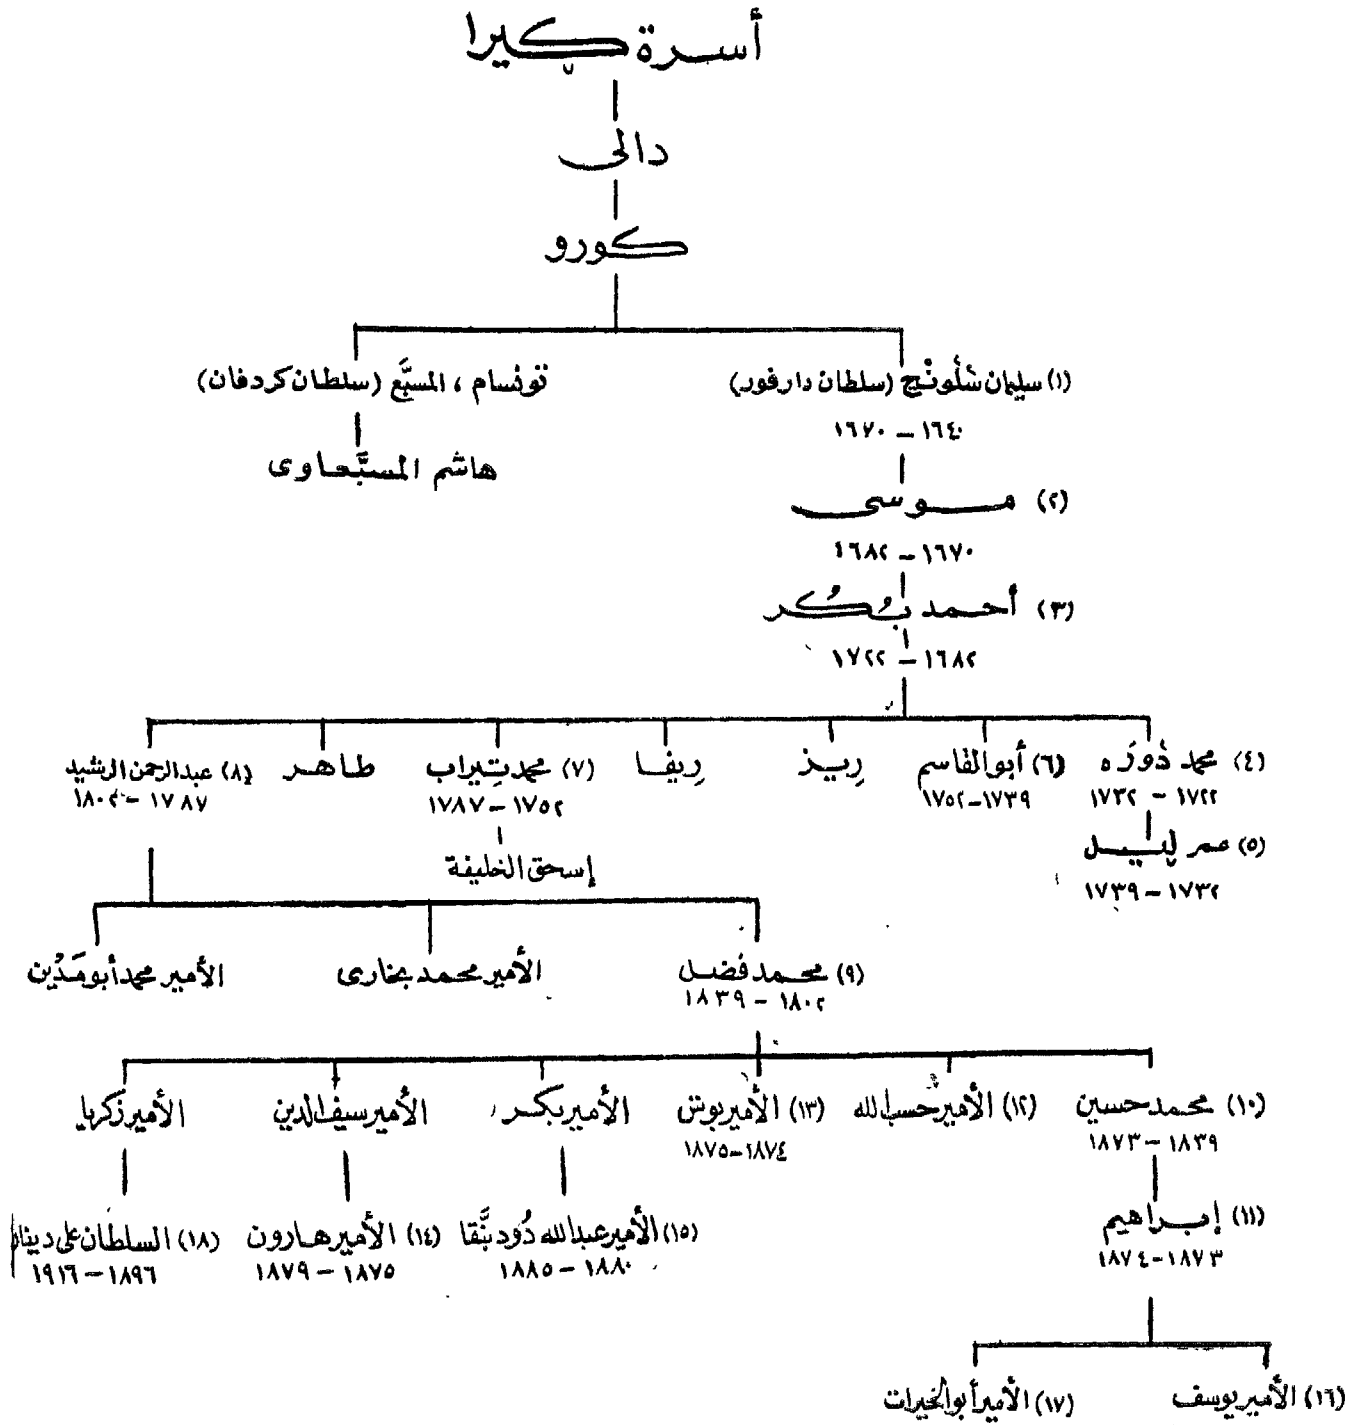 أسرة كيرا
دالى
كورو
(١) سليمان سُلُونْج (سلطان دارفور)
١٦٤٠ – ١٦٧٠
تونسام ، المسبَّع (سلطان كردفان)
هاشم المسبَّعاوى
(٢) موسى
١٦٧٠ – ١٦٨٢
(٣) أحمد بُكُر
١٦٨٢ – ١٧٢٢
(٤) محمد دَورَه
١٧٢٢ – ١٧٣٢
(٦) أبو القاسم
١٧٣٩ – ١٧٥٢
رِيز
رِيفا
(٧) محمد تيراب
١٧٥٢ – ١٧٨٧
طاهر
(٨) عبد الرحمن الرشيد
١٧٨٧ – ١٨٠٢
(٥) عمر ليل
١٧٣٢ – ١٧٣٩
إسحق الخليفة
(٩) محمد فضل
١٨٠٢ – ١٨٣٩
الأمير محمد بخارى
الأمير محمد أبو مَدْين
(١٠) محمد حسين
١٨٣٩ – ١٨٧٣
(١٢) الأمير حسب الله
(١٣) الأمير بوش
١٨٧٤ – ١٨٧٥
الأمير بكر
الأمير سيف الدين
الأمير زكريا
(١١) إبراهيم
١٨٧٣ – ١٨٧٤
(١٥) الأمير عبد الله دُود بَنْقا
١٨٨٠ – ١٨٨٥
(١٤) الأمير هارون
١٨٧٥ – ١٨٧٩
(١٨) السلطان على دينار
١٨٩٦ – ١٩١٦
(١٦) الأمير يوسف
(١٧) الأمير أبو الخيرات